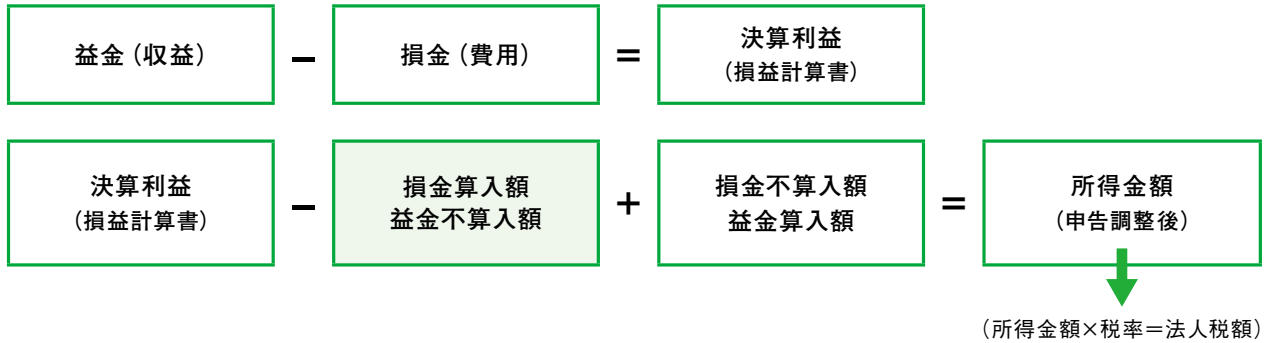 益金（収益）
−
損金（費用）
＝
決算利益
（損益計算書）
決算利益
（損益計算書）
−
損金算入額
益金不算入額
＋
損金不算入額
益金算入額
＝
所得金額
（申告調整後）
（所得金額×税率＝法人税額）